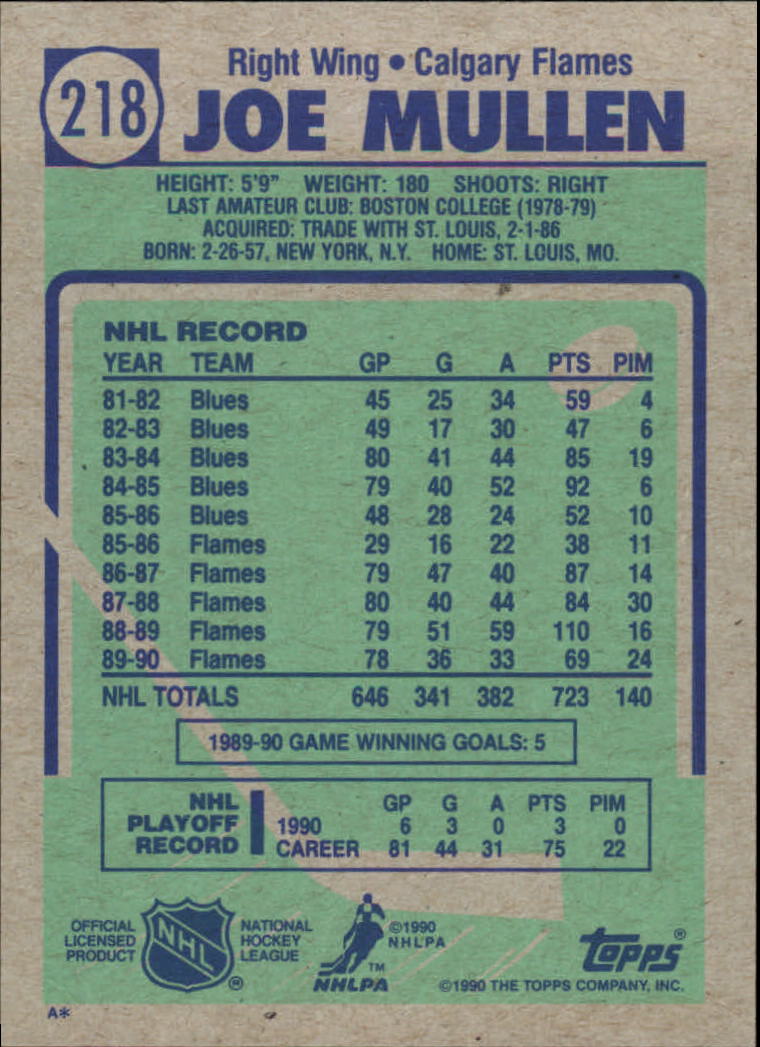 218
Right Wing • Calgary Flames
JOE MULLEN
HEIGHT: 5'9" WEIGHT: 180 SHOOTS: RIGHT
LAST AMATEUR CLUB: BOSTON COLLEGE (1978-79)
ACQUIRED: TRADE WITH ST. LOUIS, 2-1-86
BORN: 2-26-57, NEW YORK, N.Y. HOME: ST. LOUIS, MO.
NHL RECORD
YEAR TEAM GP G A PTS PIM
81-82 Blues 45 25 34 59 4
82-83 Blues 49 17 30 47 6
83-84 Blues 80 41 44 85 19
84-85 Blues 79 40 52 92 6
85-86 Blues 48 28 24 52 10
85-86 Flames 29 16 22 38 11
86-87 Flames 79 47 40 87 14
87-88 Flames 80 40 44 84 30
88-89 Flames 79 51 59 110 16
89-90 Flames 78 36 33 69 24
NHL TOTALS 646 341 382 723 140
1989-90 GAME WINNING GOALS: 5
NHL PLAYOFF RECORD
GP G A PTS PIM
1990 6 3 0 3 0
CAREER 81 44 31 75 22
OFFICIAL LICENSED PRODUCT
NHL ®
NATIONAL HOCKEY LEAGUE
TM NHLPA
©1990 NHLPA
topps ®
©1990 THE TOPPS COMPANY, INC.
A*